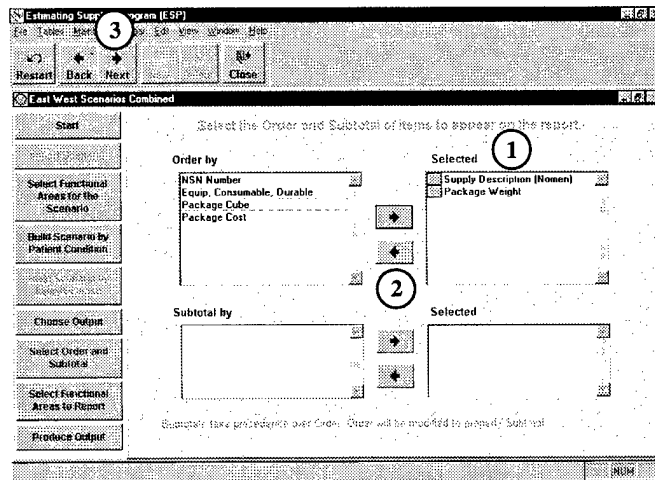 Estimating Supp ogram (ESP)
File Tables Edit View Window Help
3
Restart Back Next Close
East West Scenarios Combined
Start
Select the Order and Subtotal of items to appear on the report.
1
Order by
Selected
NSN Number
Equip, Consumable, Durable
Package Cube
Package Cost
Supply Description (Nomen)
Package Weight
Select Functional
Areas for the
Scenario
Build Scenario by
Patient Condition
2
Subtotal by
Selected
Choose Output
Select Order and
Subtotal
Select Functional
Areas to Report
Produce Output
Subtotals take precedence over Order. Order will be modified to properly Subtotal
NUM